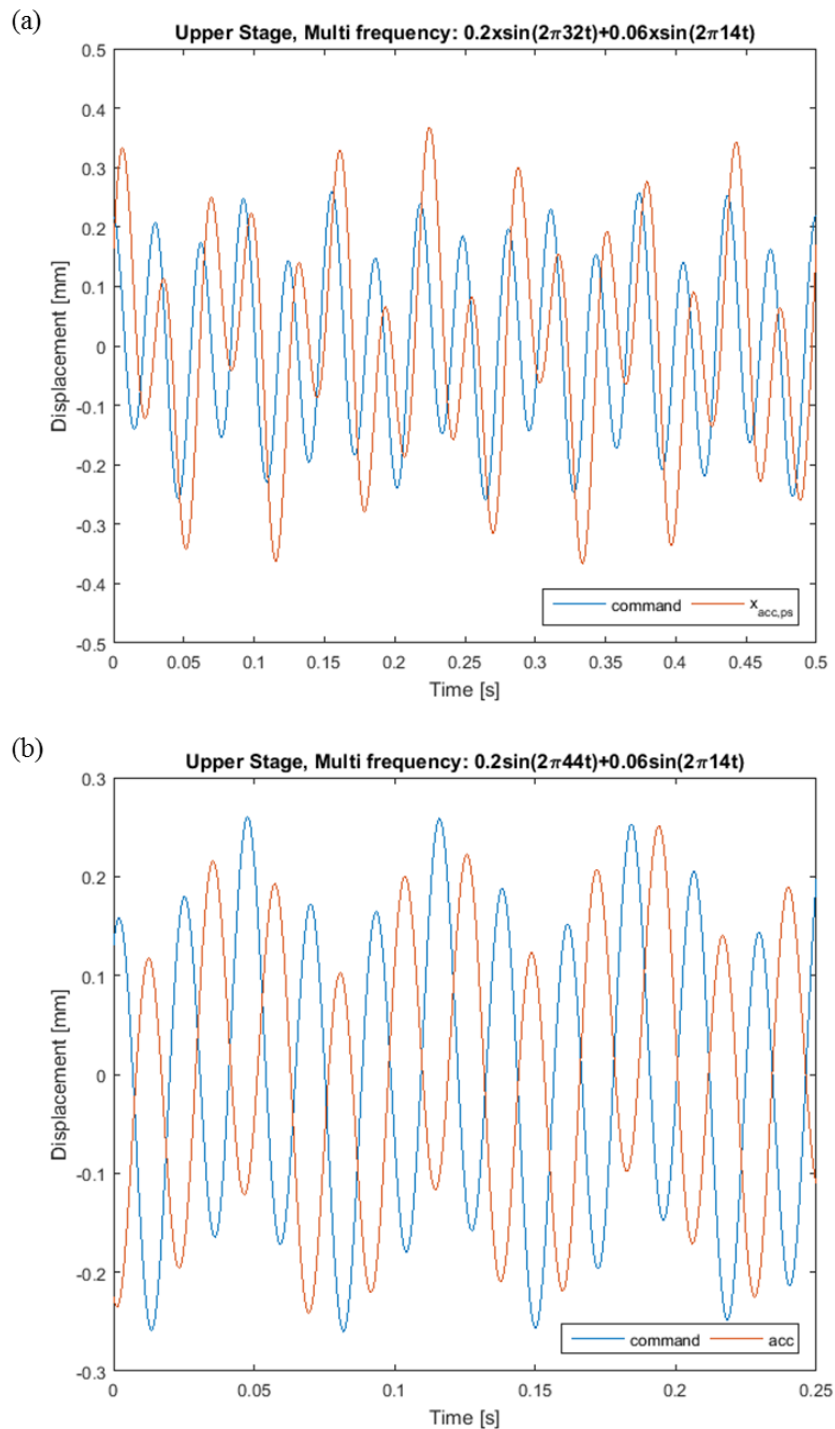 (a)
Upper Stage, Multi frequency: 0.2xsin(2π32t)+0.06xsin(2π14t)
0.5
0.4
0.3
0.2
0.1
0
-0.1
-0.2
-0.3
-0.4
-0.5
Displacement [mm]
command x_acc,ps
0 0.05 0.1 0.15 0.2 0.25 0.3 0.35 0.4 0.45 0.5
Time [s]
(b)
Upper Stage, Multi frequency: 0.2sin(2π44t)+0.06sin(2π14t)
0.3
0.2
0.1
0
-0.1
-0.2
-0.3
Displacement [mm]
command acc
0 0.05 0.1 0.15 0.2 0.25
Time [s]